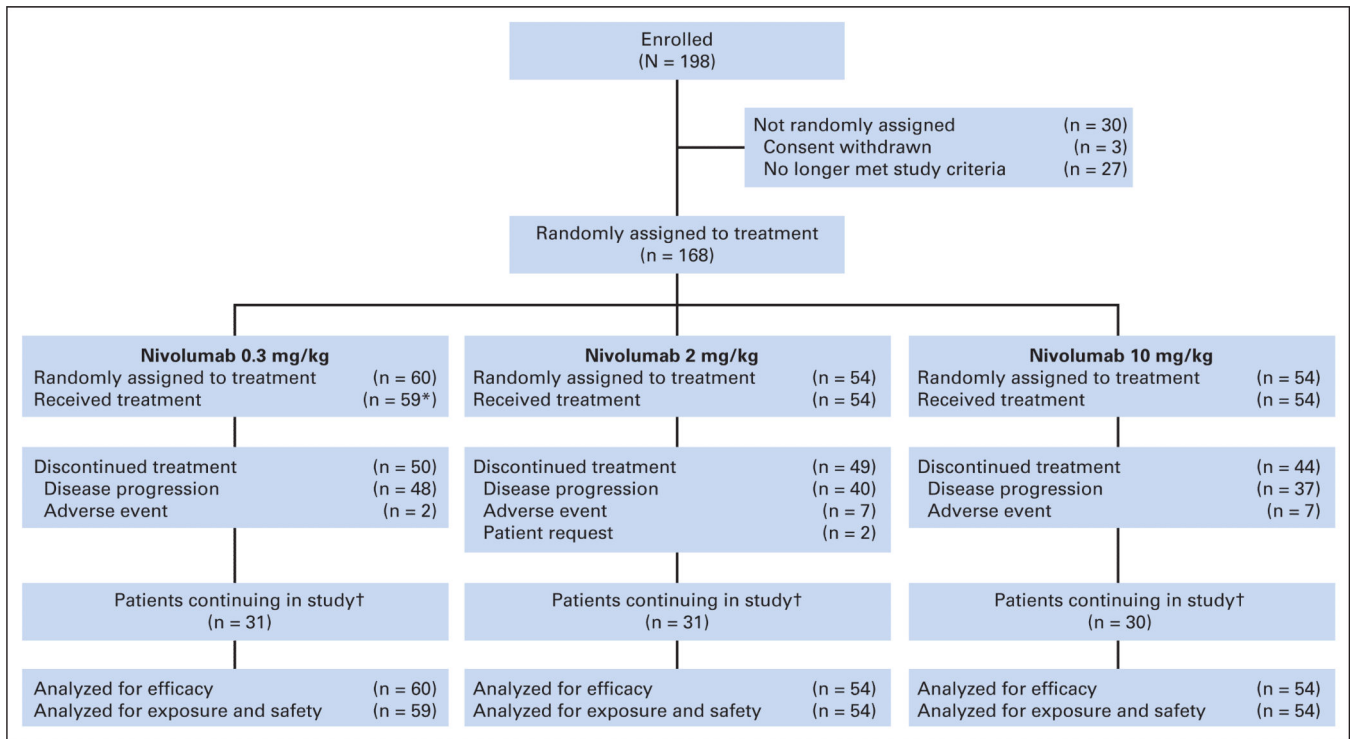 Enrolled
(N = 198)
Not randomly assigned (n = 30)
Consent withdrawn (n = 3)
No longer met study criteria (n = 27)
Randomly assigned to treatment
(n = 168)
Nivolumab 0.3 mg/kg
Randomly assigned to treatment (n = 60)
Received treatment (n = 59*)
Nivolumab 2 mg/kg
Randomly assigned to treatment (n = 54)
Received treatment (n = 54)
Nivolumab 10 mg/kg
Randomly assigned to treatment (n = 54)
Received treatment (n = 54)
Discontinued treatment (n = 50)
Disease progression (n = 48)
Adverse event (n = 2)
Discontinued treatment (n = 49)
Disease progression (n = 40)
Adverse event (n = 7)
Patient request (n = 2)
Discontinued treatment (n = 44)
Disease progression (n = 37)
Adverse event (n = 7)
Patients continuing in study†
(n = 31)
Patients continuing in study†
(n = 31)
Patients continuing in study†
(n = 30)
Analyzed for efficacy (n = 60)
Analyzed for exposure and safety (n = 59)
Analyzed for efficacy (n = 54)
Analyzed for exposure and safety (n = 54)
Analyzed for efficacy (n = 54)
Analyzed for exposure and safety (n = 54)